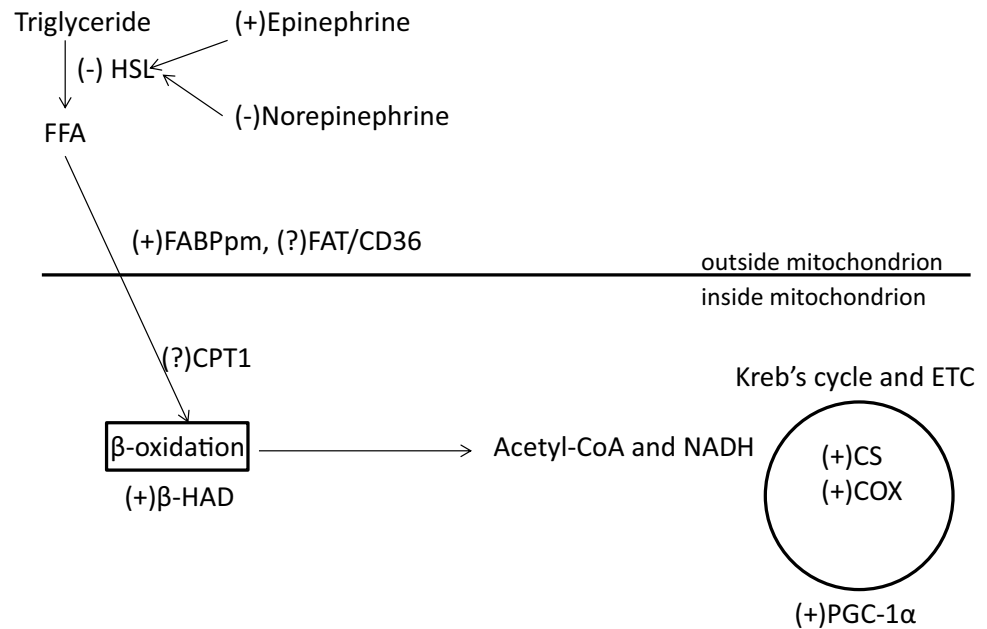 Triglyceride
(+)Epinephrine
(-) HSL
(-)Norepinephrine
FFA
(+)FABPpm, (?)FAT/CD36
outside mitochondrion
inside mitochondrion
(?)CPT1
Kreb’s cycle and ETC
β-oxidation
Acetyl-CoA and NADH
(+)CS
(+)COX
(+)β-HAD
(+)PGC-1α